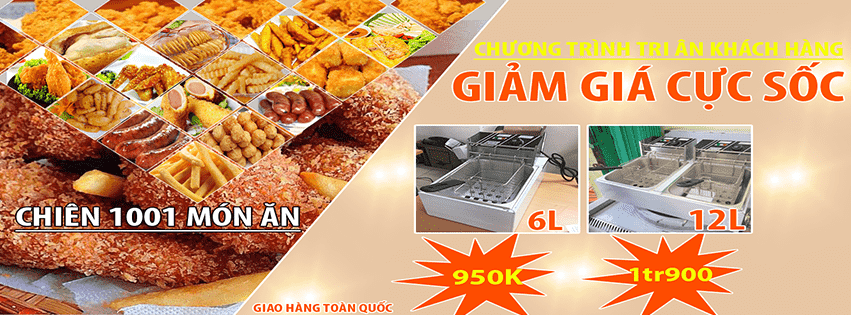 CHƯƠNG TRÌNH TRI ÂN KHÁCH HÀNG
GIẢM GIÁ CỰC SỐC
6L
12L
CHIÊN 1001 MÓN ĂN
950K
1tr900
GIAO HÀNG TOÀN QUỐC